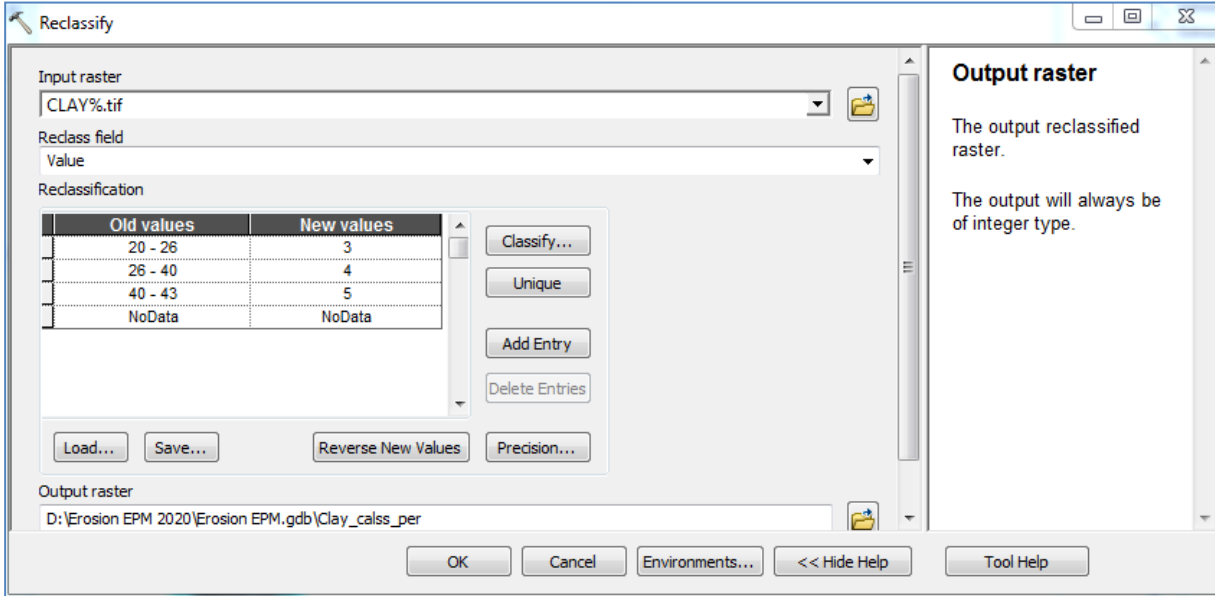 Reclassify
Input raster
CLAY%.tif
Reclass field
Value
Reclassification
Old values New values
20 - 26 3
26 - 40 4
40 - 43 5
NoData NoData
Classify...
Unique
Add Entry
Delete Entries
Load... Save... Reverse New Values Precision...
Output raster
D:\Erosion EPM 2020\Erosion EPM.gdb\Clay_calss_per
OK Cancel Environments... << Hide Help Tool Help
Output raster
The output reclassified
raster.
The output will always be
of integer type.